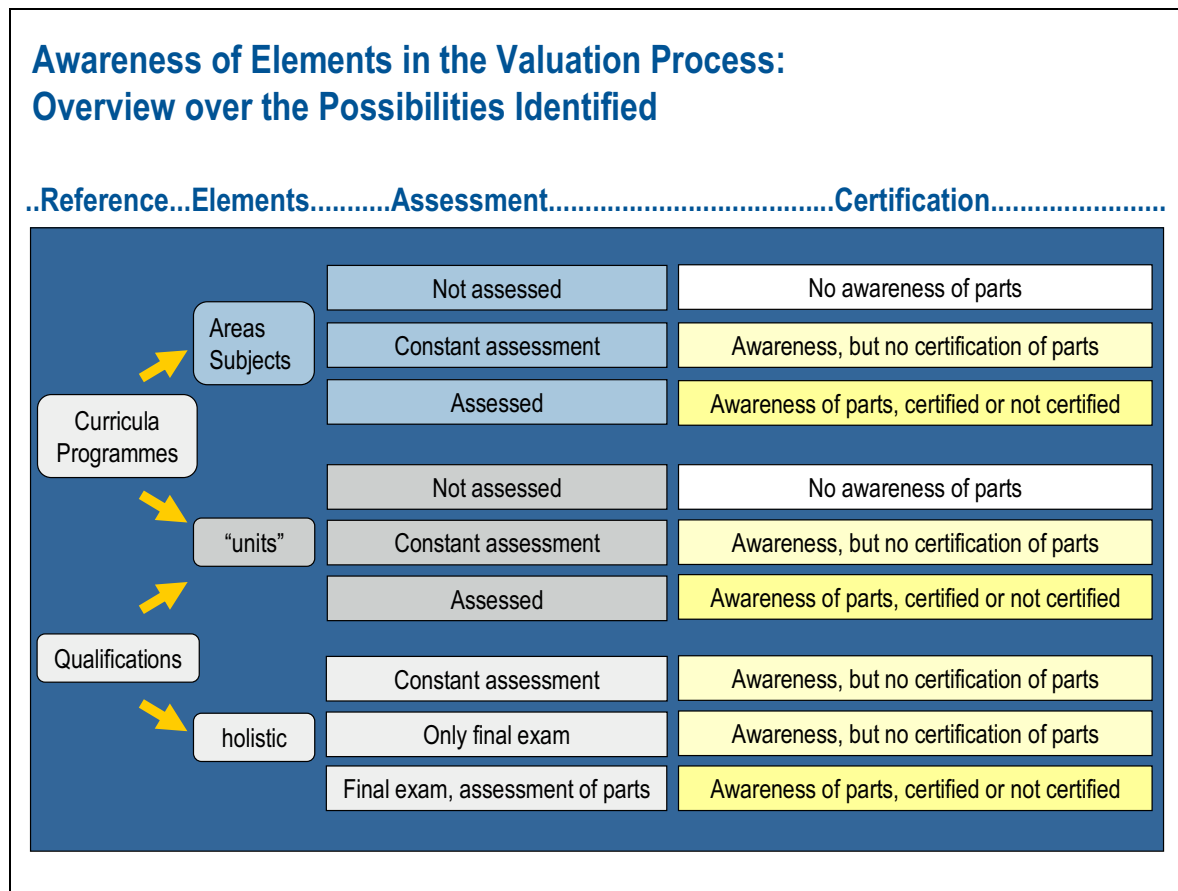 Awareness of Elements in the Valuation Process:
Overview over the Possibilities Identified
..Reference...Elements...........Assessment.......................................Certification........................
Not assessed
No awareness of parts
Areas
Subjects
Constant assessment
Awareness, but no certification of parts
Assessed
Awareness of parts, certified or not certified
Curricula
Programmes
Not assessed
No awareness of parts
“units”
Constant assessment
Awareness, but no certification of parts
Assessed
Awareness of parts, certified or not certified
Qualifications
Constant assessment
Awareness, but no certification of parts
holistic
Only final exam
Awareness, but no certification of parts
Final exam, assessment of parts
Awareness of parts, certified or not certified